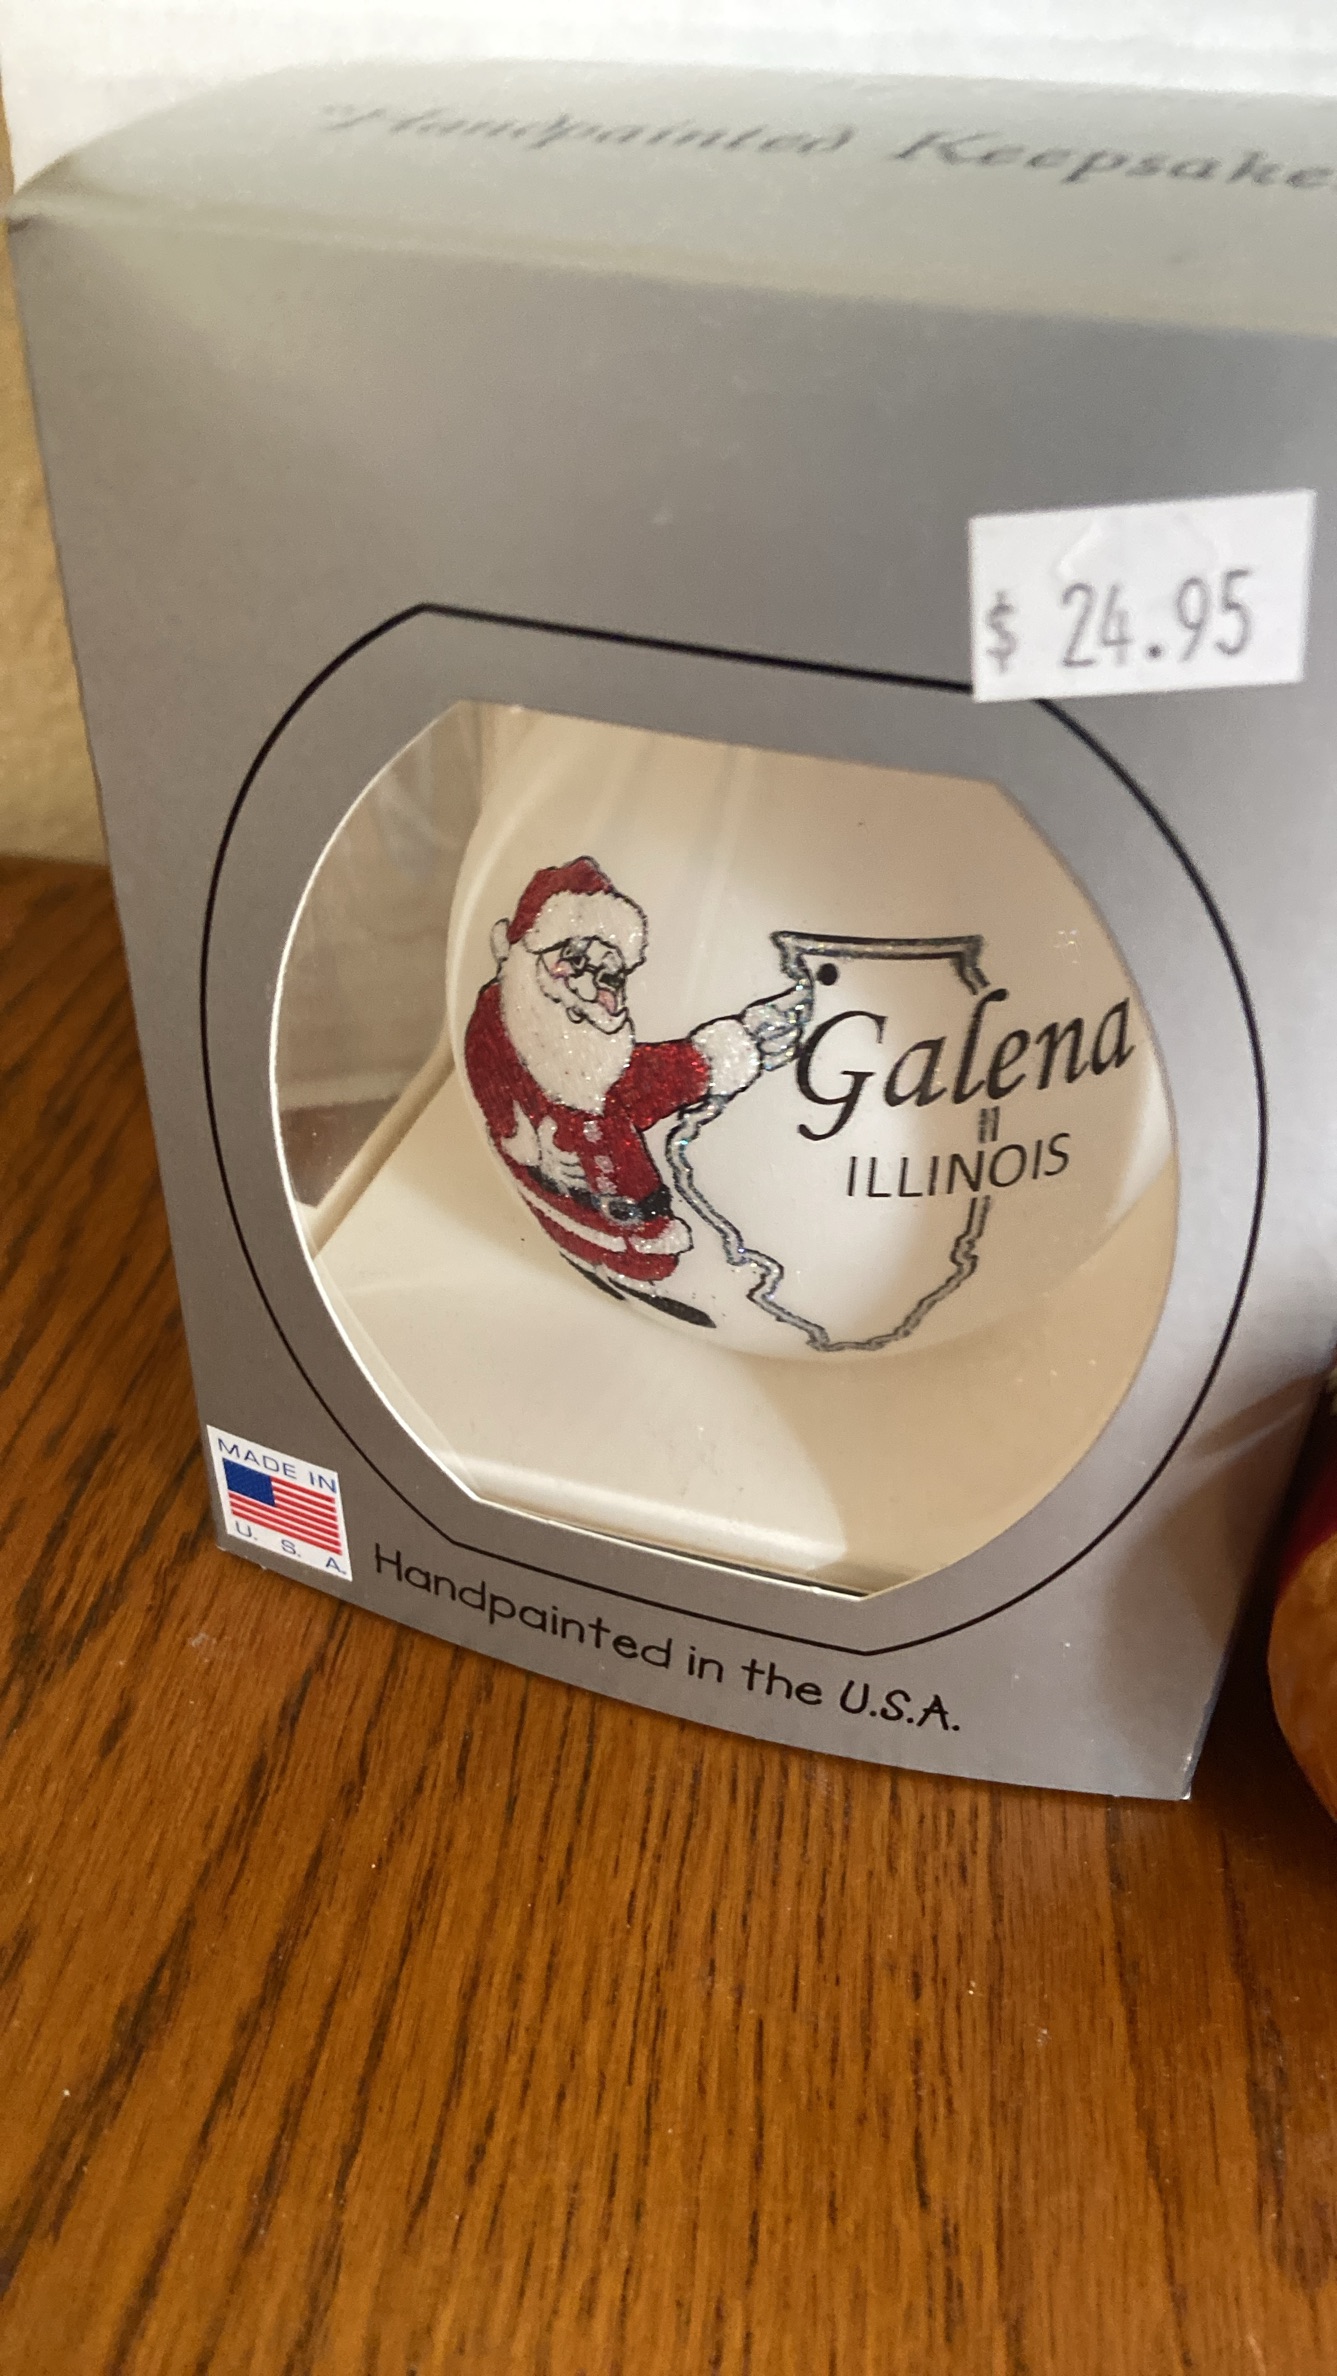 "Handpainted Keepsake
$ 24.95
Galena
ILLINOIS
MADE IN
U. S. A.
Handpainted in the U.S.A.